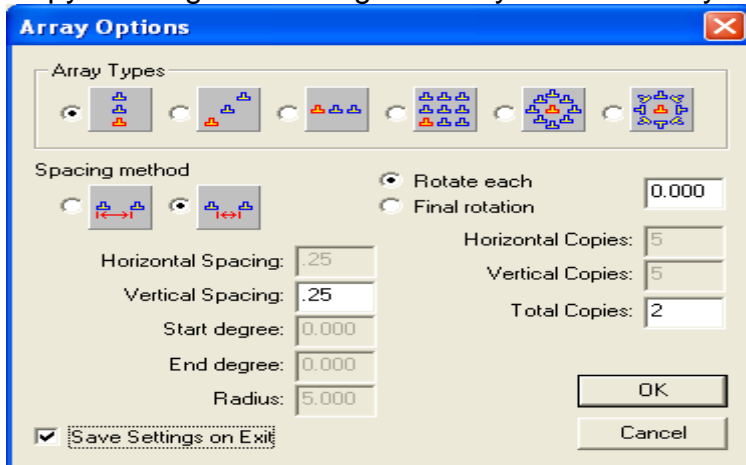 Array Options
Array Types
Spacing method
Rotate each
0.000
Final rotation
Horizontal Spacing: .25
Horizontal Copies: 5
Vertical Spacing: .25
Vertical Copies: 5
Start degree: 0.000
Total Copies: 2
End degree: 0.000
Radius: 5.000
OK
Save Settings on Exit
Cancel